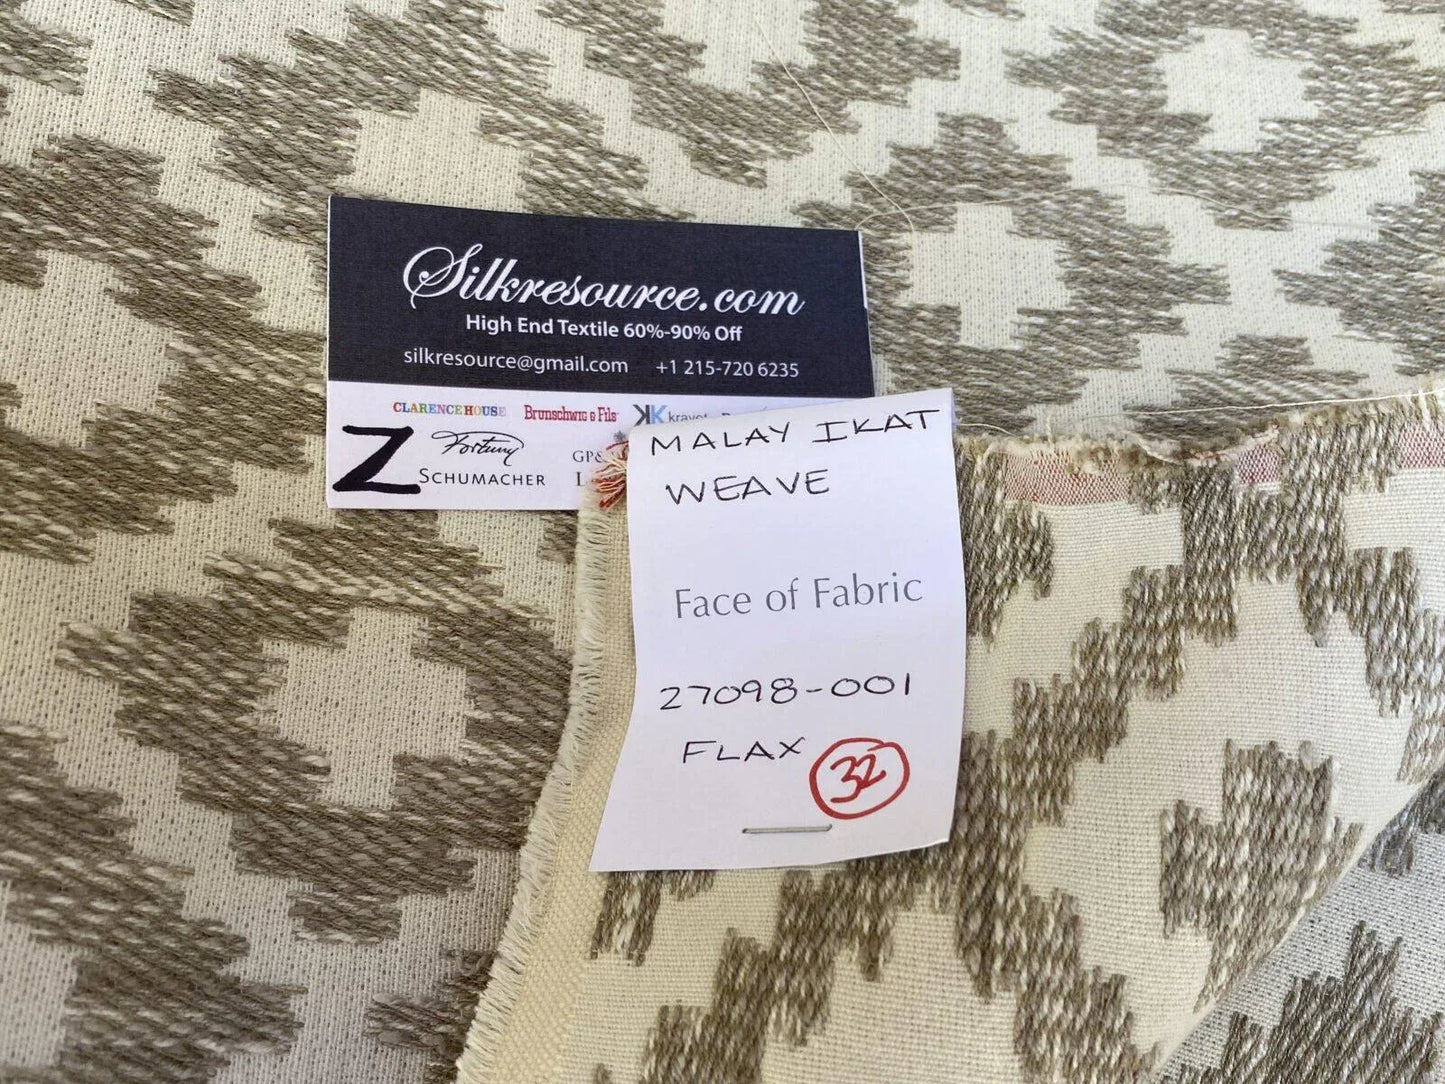 Silkresource.com
High End Textile 60%-90% Off
silkresource@gmail.com +1 215-720 6235
CLARENCE HOUSE Brunschwig & Fils kravet
Z Fortuny
SCHUMACHER
MALAY IKAT
WEAVE
Face of Fabric
27098-001
FLAX 32